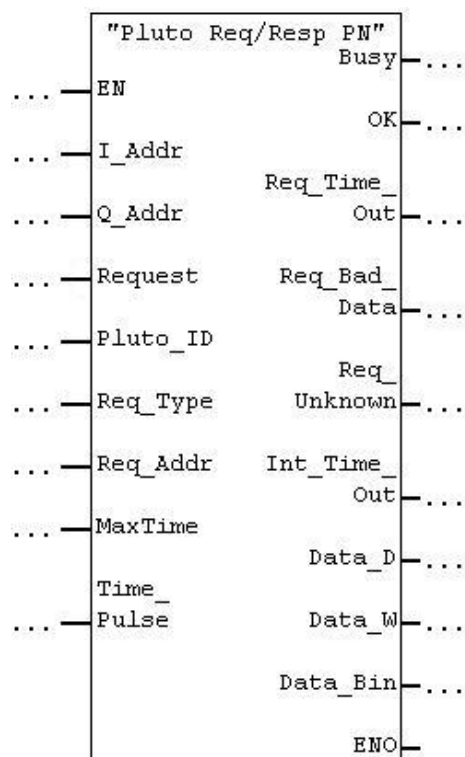 "Pluto Req/Resp PN"
Busy ...
... EN
OK ...
... I_Addr
Req_Time_
... Q_Addr
Out ...
... Request
Req_Bad_
Data ...
... Pluto_ID
Req_
... Req_Type
Unknown ...
... Req_Addr
Int_Time_
Out ...
... MaxTime
Data_D ...
Time_
... Pulse
Data_W ...
Data_Bin ...
ENO